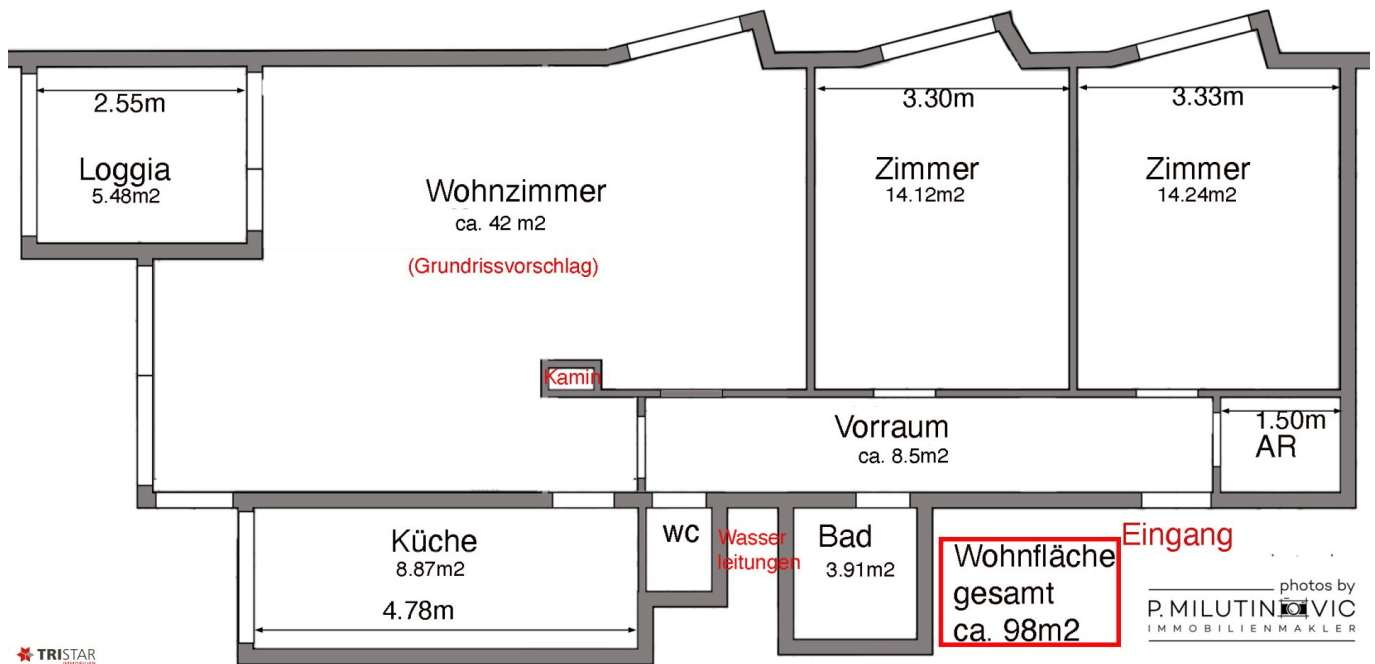 2.55m
Loggia
5.48m2
Wohnzimmer
ca. 42 m2
(Grundrissvorschlag)
3.30m
Zimmer
14.12m2
3.33m
Zimmer
14.24m2
Kamin
Vorraum
ca. 8.5m2
1.50m
AR
Küche
8.87m2
4.78m
WC
Wasser
leitungen
Bad
3.91m2
Eingang
Wohnfläche
gesamt
ca. 98m2
photos by
P. MILUTINOVIC
IMMOBILIENMAKLER
TRISTAR
IMMOBILIEN